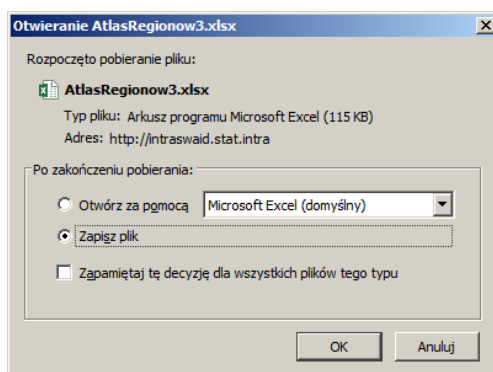 Otwieranie AtlasRegionow3.xlsx
Rozpoczęto pobieranie pliku:
AtlasRegionow3.xlsx
Typ pliku: Arkusz programu Microsoft Excel (115 KB)
Adres: http://intraswaid.stat.intra
Po zakończeniu pobierania:
Otwórz za pomocą Microsoft Excel (domyślny)
Zapisz plik
Zapamiętaj tę decyzję dla wszystkich plików tego typu
OK Anuluj